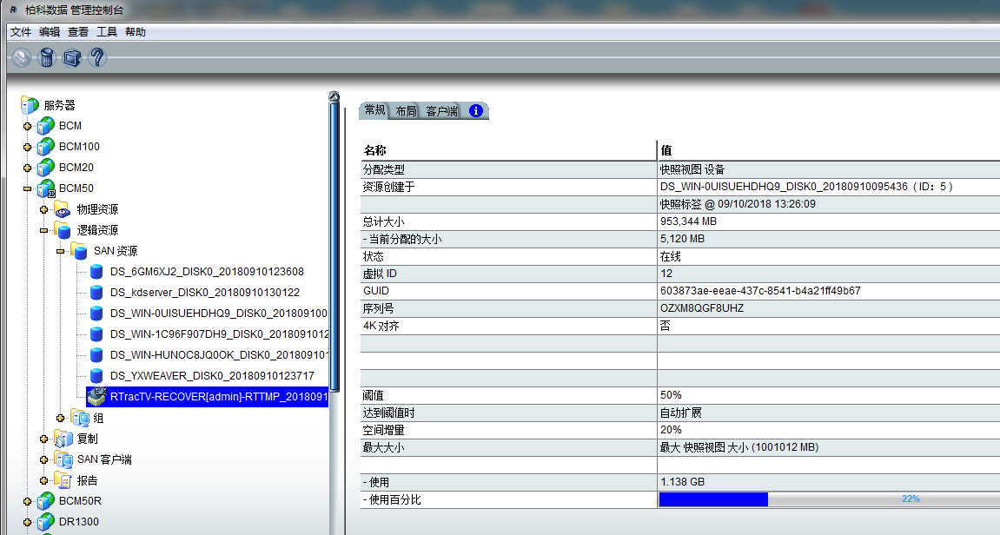 柏科数据 管理控制台
文件 编辑 查看 工具 帮助
服务器
BCM
BCM100
BCM20
BCM50
物理资源
逻辑资源
SAN 资源
DS_6GM6XJ2_DISK0_20180910123608
DS_kdserver_DISK0_20180910130122
DS_WIN-0UISUEHDHQ9_DISK0_201809100
DS_WIN-1C96F907DH9_DISK0_2018091012
DS_WIN-HUNOC8JQ0OK_DISK0_201809101
DS_YXWEAVER_DISK0_20180910123717
RTracTV-RECOVER[admin]-RTTMP_2018091
组
复制
SAN 客户端
报告
BCM50R
DR1300
常规 布局 客户端
名称 值
分配类型 快照视图 设备
资源创建于 DS_WIN-0UISUEHDHQ9_DISK0_20180910095436 (ID: 5)
快照标签 @ 09/10/2018 13:26:09
总计大小 953,344 MB
- 当前分配的大小 5,120 MB
状态 在线
虚拟 ID 12
GUID 603873ae-eeae-437c-8541-b4a21ff49b67
序列号 OZXM8QGF8UHZ
4K 对齐 否
阈值 50%
达到阈值时 自动扩展
空间增量 20%
最大大小 最大 快照视图 大小 (1001012 MB)
- 使用 1.138 GB
- 使用百分比 22%